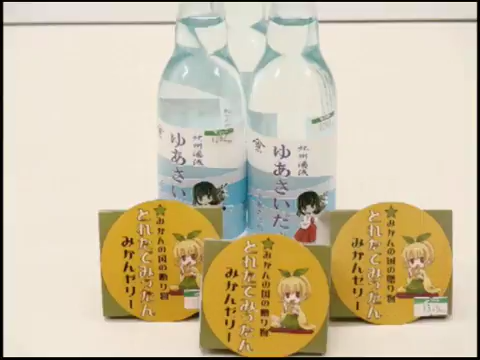 紀州湯浅
ゆあさいだ
紀州湯浅
ゆあさいだ
みかんの国の贈り物
とれたてみっかん
みかんゼリー
みかんの国の贈り物
とれたてみっかん
みかんゼリー
みかんの国の贈り物
とれたてみっかん
みかんゼリー